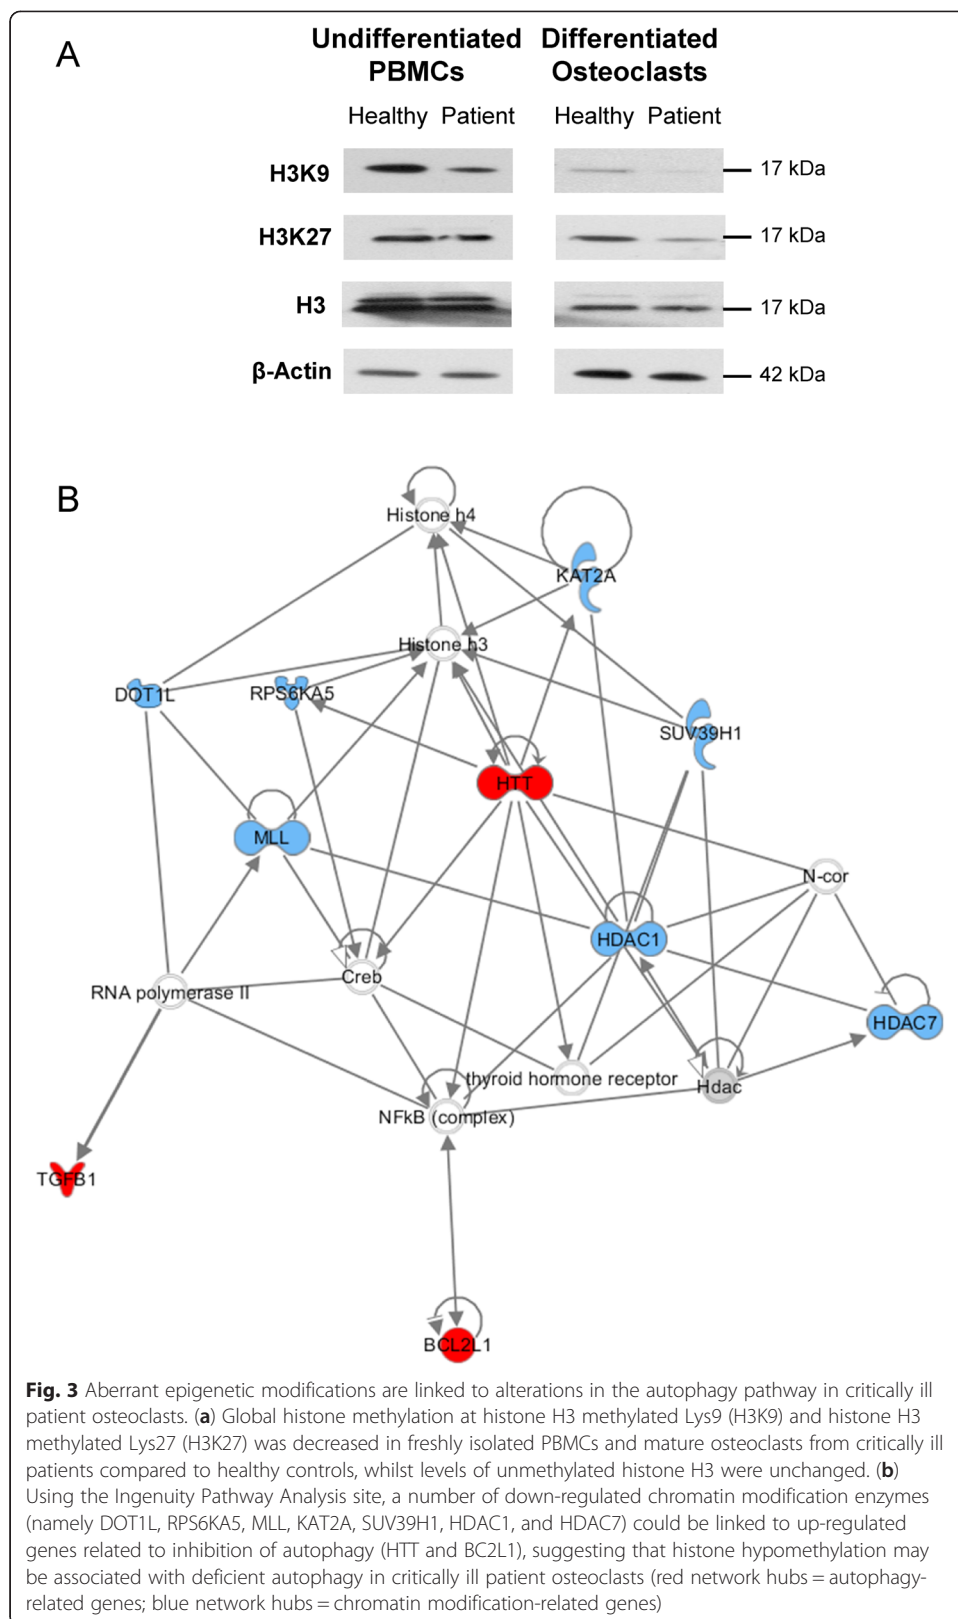 A
Undifferentiated Differentiated
PBMCs Osteoclasts
Healthy Patient Healthy Patient
H3K9 17 kDa
H3K27 17 kDa
H3 17 kDa
β-Actin 42 kDa
B
Histone h4
KAT2A
Histone h3
DOT1L RPS6KA5
SUV39H1
HTT
MLL
N-cor
HDAC1
Creb
RNA polymerase II
HDAC7
thyroid hormone receptor Hdac
NFkB (complex)
TGFB1
BCL2L1
Fig. 3 Aberrant epigenetic modifications are linked to alterations in the autophagy pathway in critically ill
patient osteoclasts. (a) Global histone methylation at histone H3 methylated Lys9 (H3K9) and histone H3
methylated Lys27 (H3K27) was decreased in freshly isolated PBMCs and mature osteoclasts from critically ill
patients compared to healthy controls, whilst levels of unmethylated histone H3 were unchanged. (b)
Using the Ingenuity Pathway Analysis site, a number of down-regulated chromatin modification enzymes
(namely DOT1L, RPS6KA5, MLL, KAT2A, SUV39H1, HDAC1, and HDAC7) could be linked to up-regulated
genes related to inhibition of autophagy (HTT and BC2L1), suggesting that histone hypomethylation may
be associated with deficient autophagy in critically ill patient osteoclasts (red network hubs = autophagy-
related genes; blue network hubs = chromatin modification-related genes)